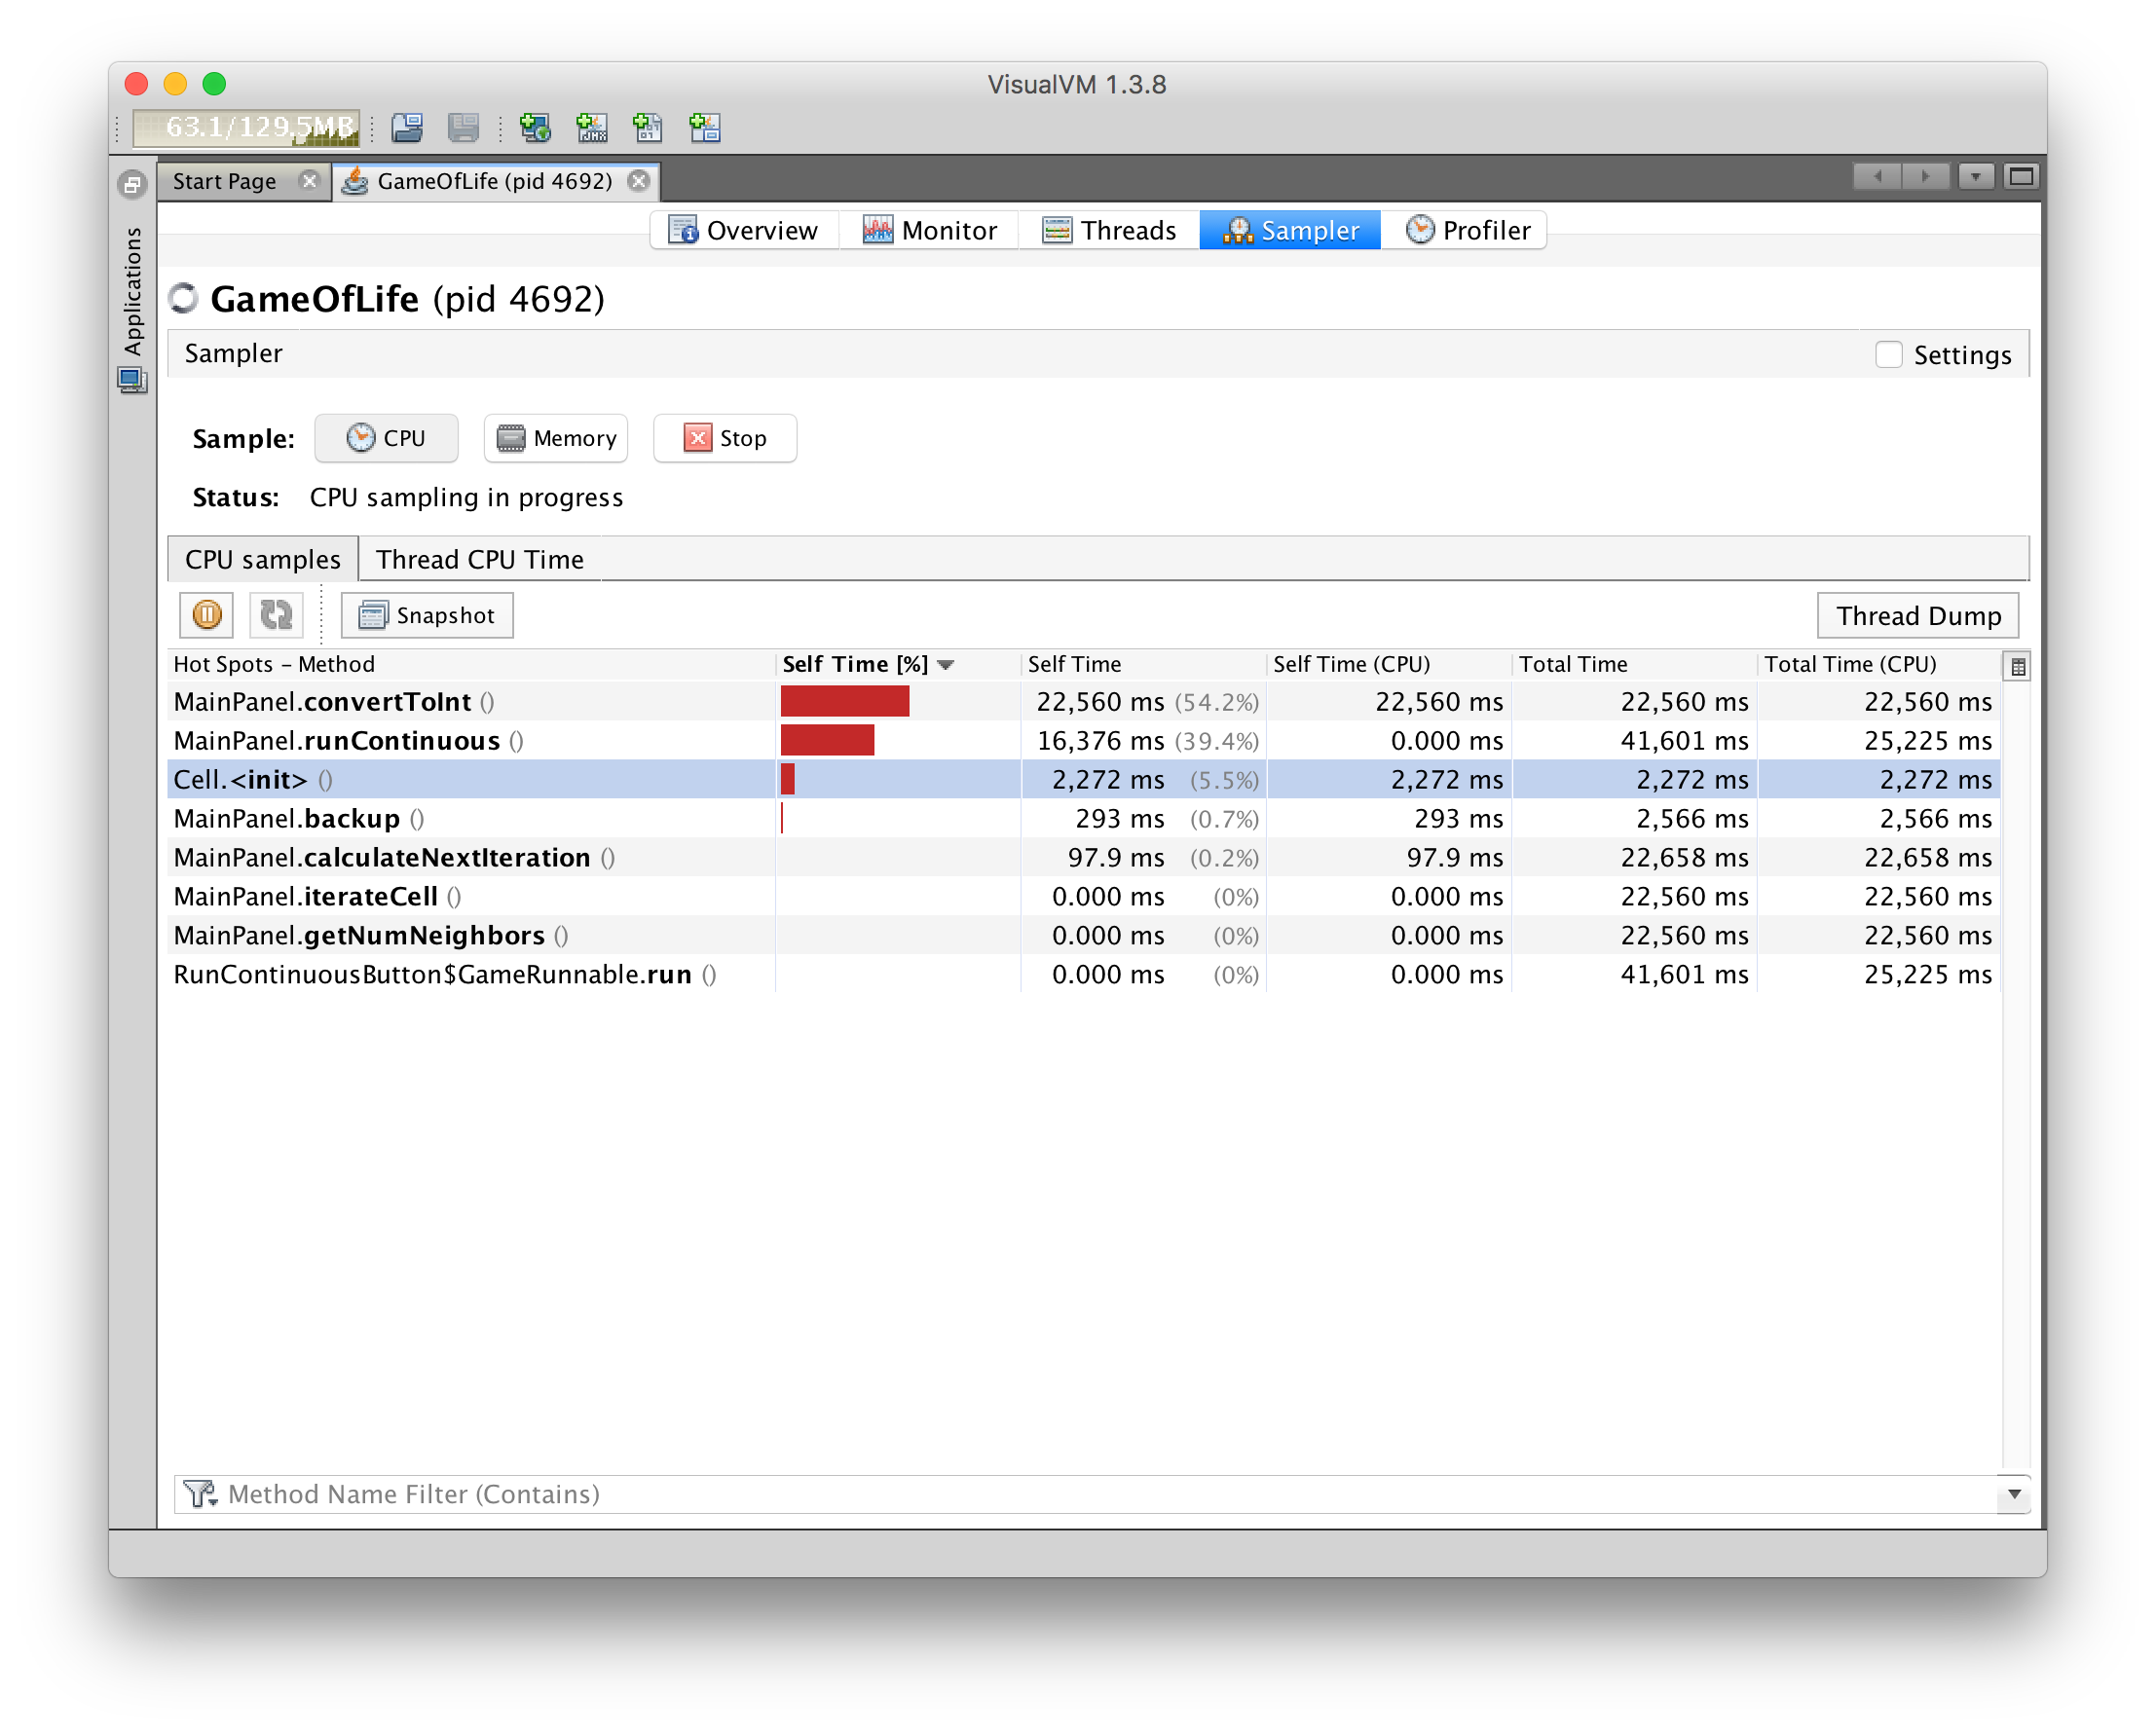 VisualVM 1.3.8
63.1/129.5MB
Start Page
GameOfLife (pid 4692)
Applications
Overview
Monitor
Threads
Sampler
Profiler
GameOfLife (pid 4692)
Sampler
Settings
Sample:
CPU
Memory
Stop
Status: CPU sampling in progress
CPU samples
Thread CPU Time
Snapshot
Thread Dump
Hot Spots – Method Self Time [%] Self Time Self Time (CPU) Total Time Total Time (CPU)
MainPanel.convertToInt () 22,560 ms (54.2%) 22,560 ms 22,560 ms 22,560 ms
MainPanel.runContinuous () 16,376 ms (39.4%) 0.000 ms 41,601 ms 25,225 ms
Cell.<init> () 2,272 ms (5.5%) 2,272 ms 2,272 ms 2,272 ms
MainPanel.backup () 293 ms (0.7%) 293 ms 2,566 ms 2,566 ms
MainPanel.calculateNextIteration () 97.9 ms (0.2%) 97.9 ms 22,658 ms 22,658 ms
MainPanel.iterateCell () 0.000 ms (0%) 0.000 ms 22,560 ms 22,560 ms
MainPanel.getNumNeighbors () 0.000 ms (0%) 0.000 ms 22,560 ms 22,560 ms
RunContinuousButton$GameRunnable.run () 0.000 ms (0%) 0.000 ms 41,601 ms 25,225 ms
Method Name Filter (Contains)